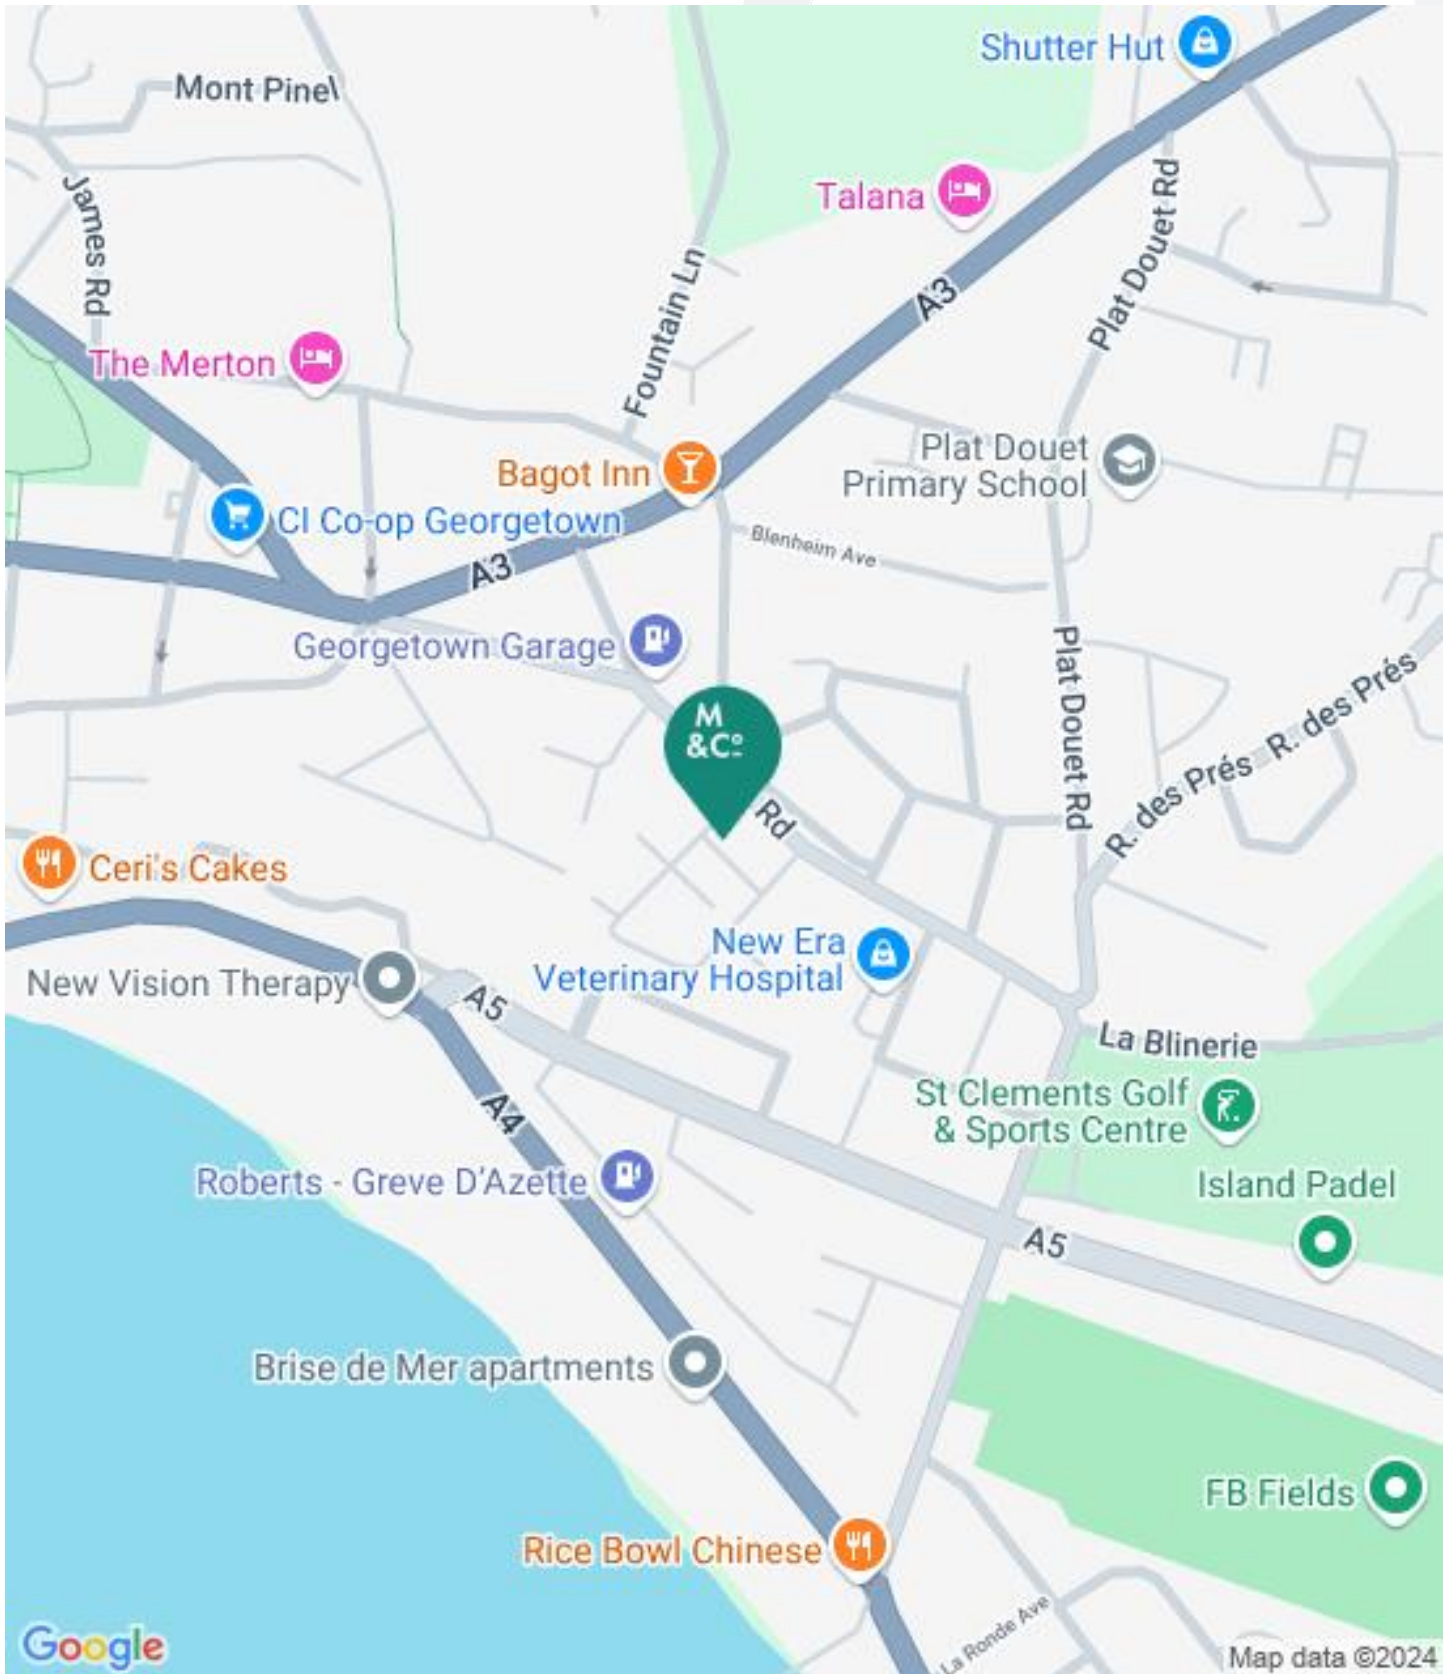 Shutter Hut
Mont Pinel
James Rd
Talana
Plat Douet Rd
Fountain Ln
A3
The Merton
Bagot Inn
Plat Douet
Primary School
CI Co-op Georgetown
Blenheim Ave
A3
Georgetown Garage
Plat Douet Rd
R. des Prés
R. des Prés
M
&Cº
Rd
Ceri's Cakes
New Era
Veterinary Hospital
New Vision Therapy
A5
La Blinerie
A4
St Clements Golf
& Sports Centre
Roberts - Greve D'Azette
Island Padel
A5
Brise de Mer apartments
FB Fields
Rice Bowl Chinese
La Ronde Ave
Google
Map data ©2024